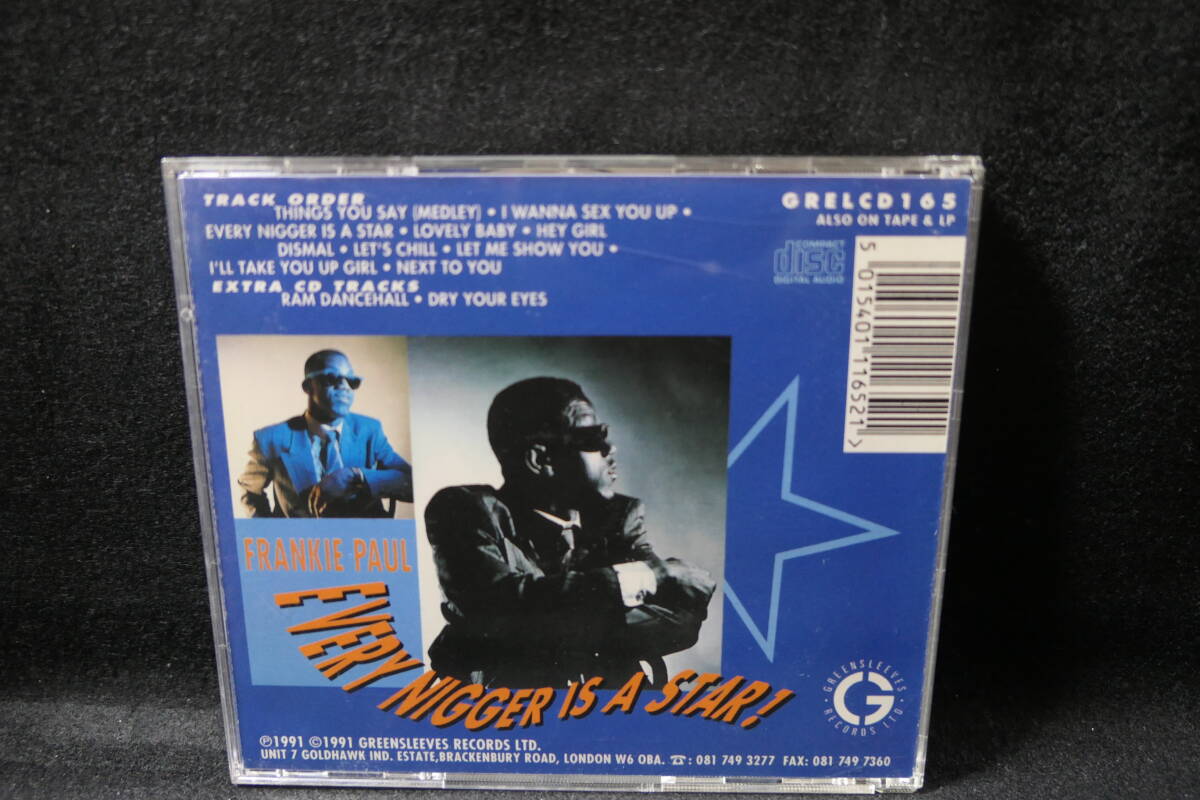 TRACK ORDER
THINGS YOU SAY (MEDLEY) • I WANNA SEX YOU UP •
EVERY NIGGER IS A STAR • LOVELY BABY • HEY GIRL
DISMAL • LET'S CHILL • LET ME SHOW YOU •
I'LL TAKE YOU UP GIRL • NEXT TO YOU
EXTRA CD TRACKS
RAM DANCEHALL • DRY YOUR EYES
GRELCD165
ALSO ON TAPE & LP
COMPACT
disc
DIGITAL AUDIO
5 015401 116521 >
FRANKIE PAUL
EVERY NIGGER IS A STAR!
GREENSLEEVES
G
• RECORDS LTD •
℗1991 ©1991 GREENSLEEVES RECORDS LTD.
UNIT 7 GOLDHAWK IND. ESTATE,BRACKENBURY ROAD, LONDON W6 OBA. ☎: 081 749 3277 FAX: 081 749 7360